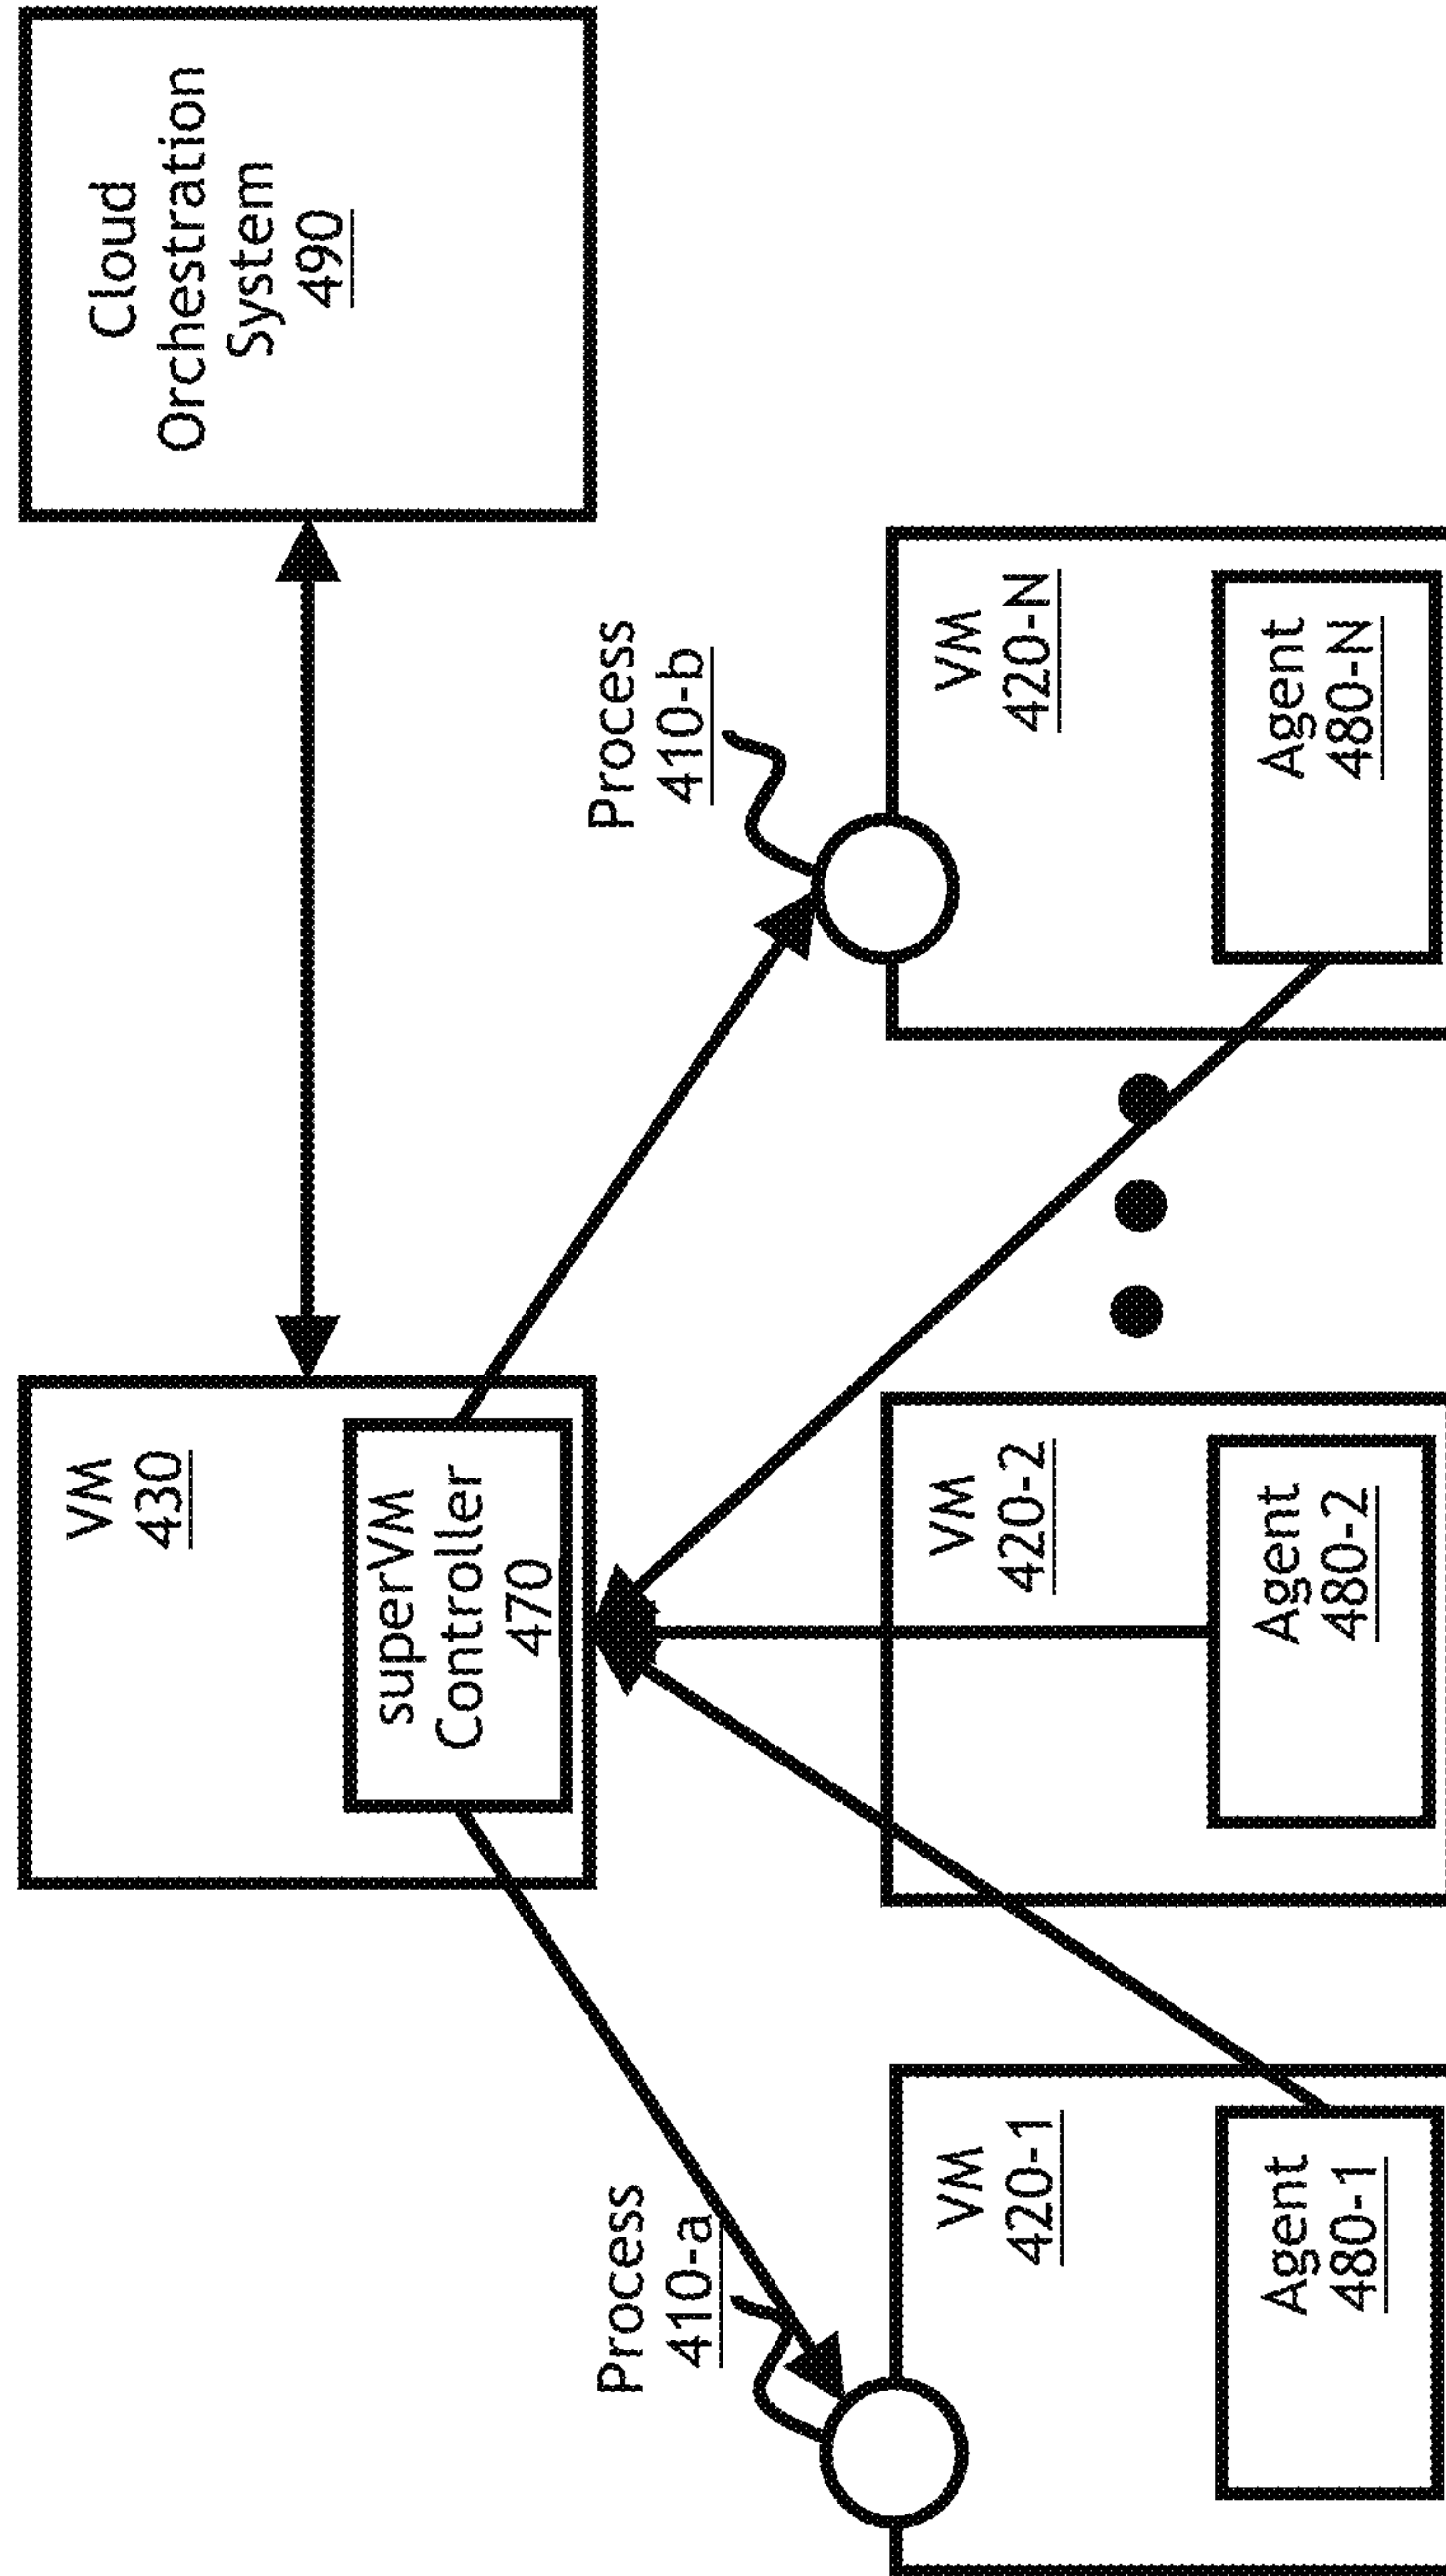 VM
430
superVM
Controller
470
Cloud
Orchestration
System
490
Process
410-a
Process
410-b
VM
420-1
Agent
480-1
VM
420-2
Agent
480-2
VM
420-N
Agent
480-N